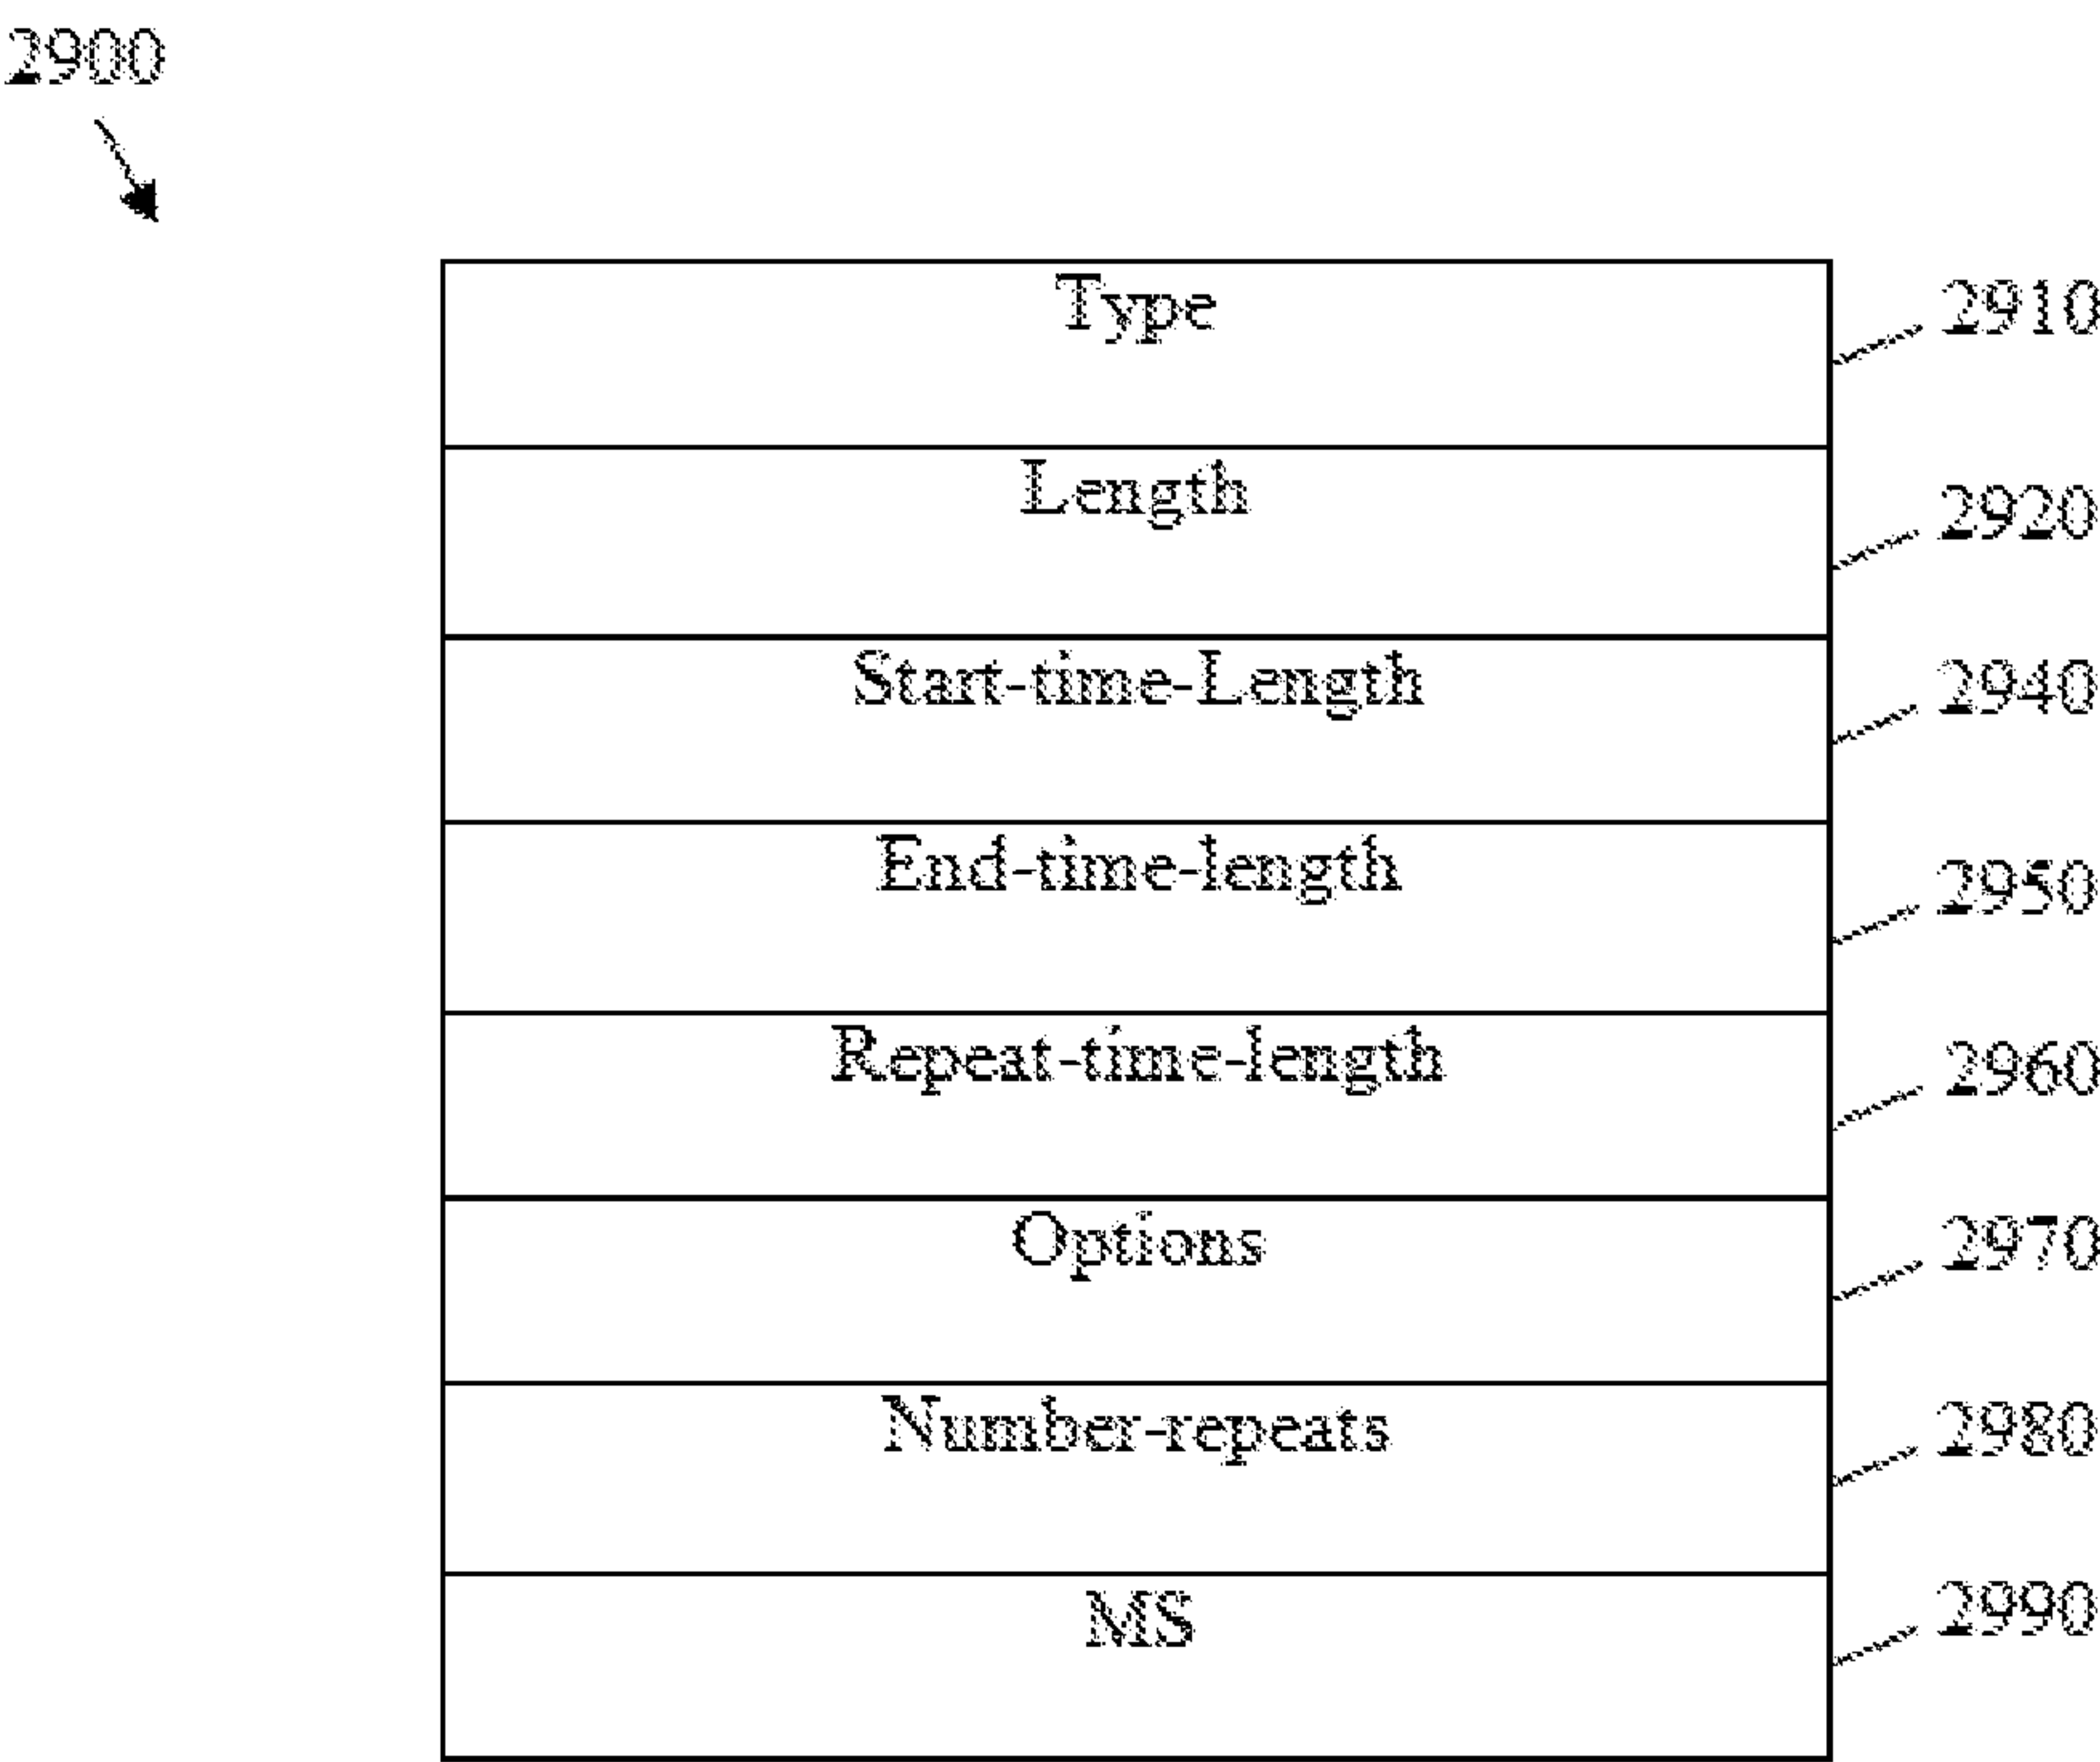 2900
Type 2910
Length 2920
Start-time-Length 2940
End-time-length 2950
Repeat-time-length 2960
Options 2970
Number-repeats 2980
MS 2990